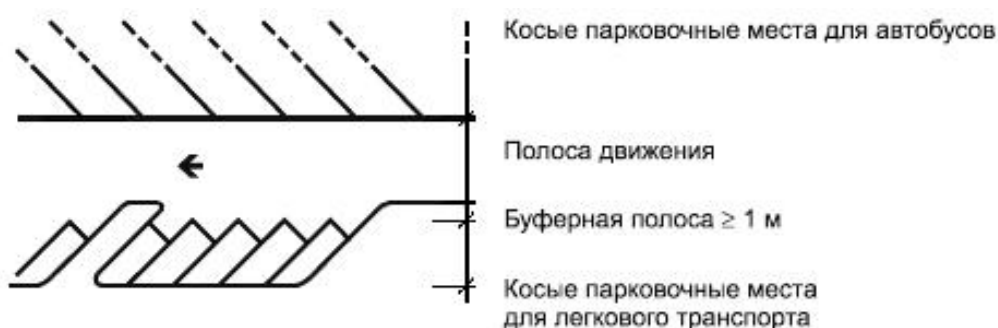 Косые парковочные места для автобусов
Полоса движения
Буферная полоса ≥ 1 м
Косые парковочные места
для легкового транспорта